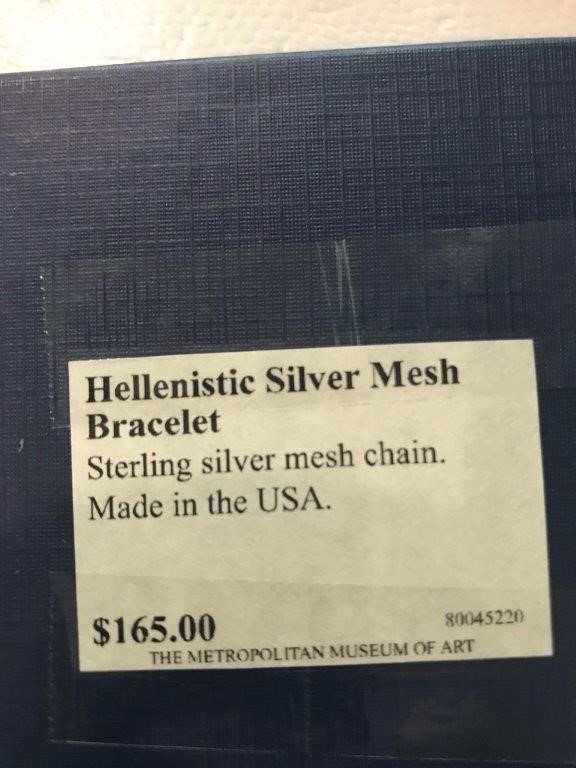 Hellenistic Silver Mesh
Bracelet
Sterling silver mesh chain.
Made in the USA.
$165.00
80045220
THE METROPOLITAN MUSEUM OF ART